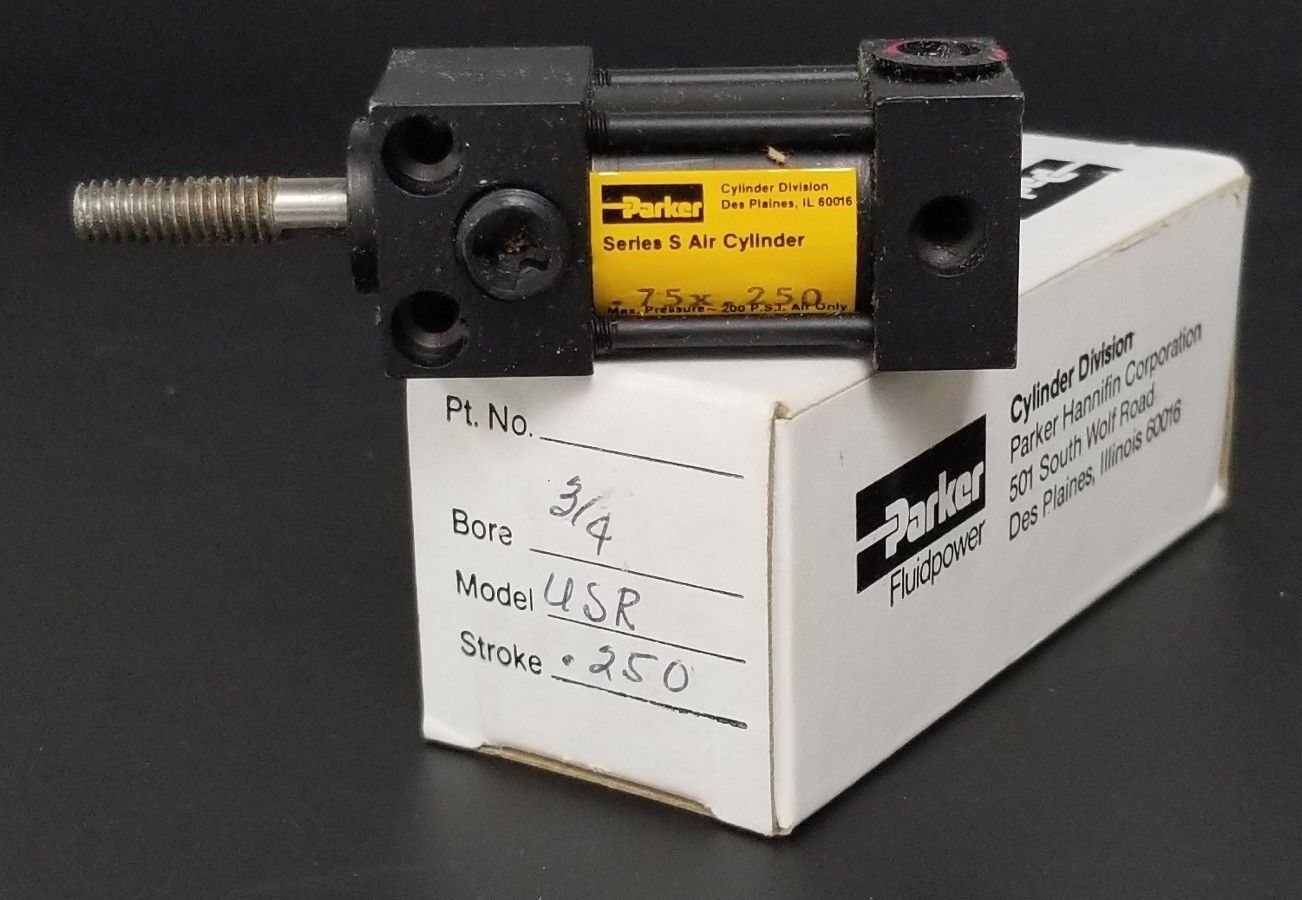 Parker
Cylinder Division
Des Plaines, IL 60016
Series S Air Cylinder
.75x.250
Max. Pressure - 200 P.S.I. Air Only
Pt. No.
Bore 3/4
Model USR
Stroke .250
Parker
Fluidpower
Cylinder Division
Parker Hannifin Corporation
501 South Wolf Road
Des Plaines, Illinois 60016